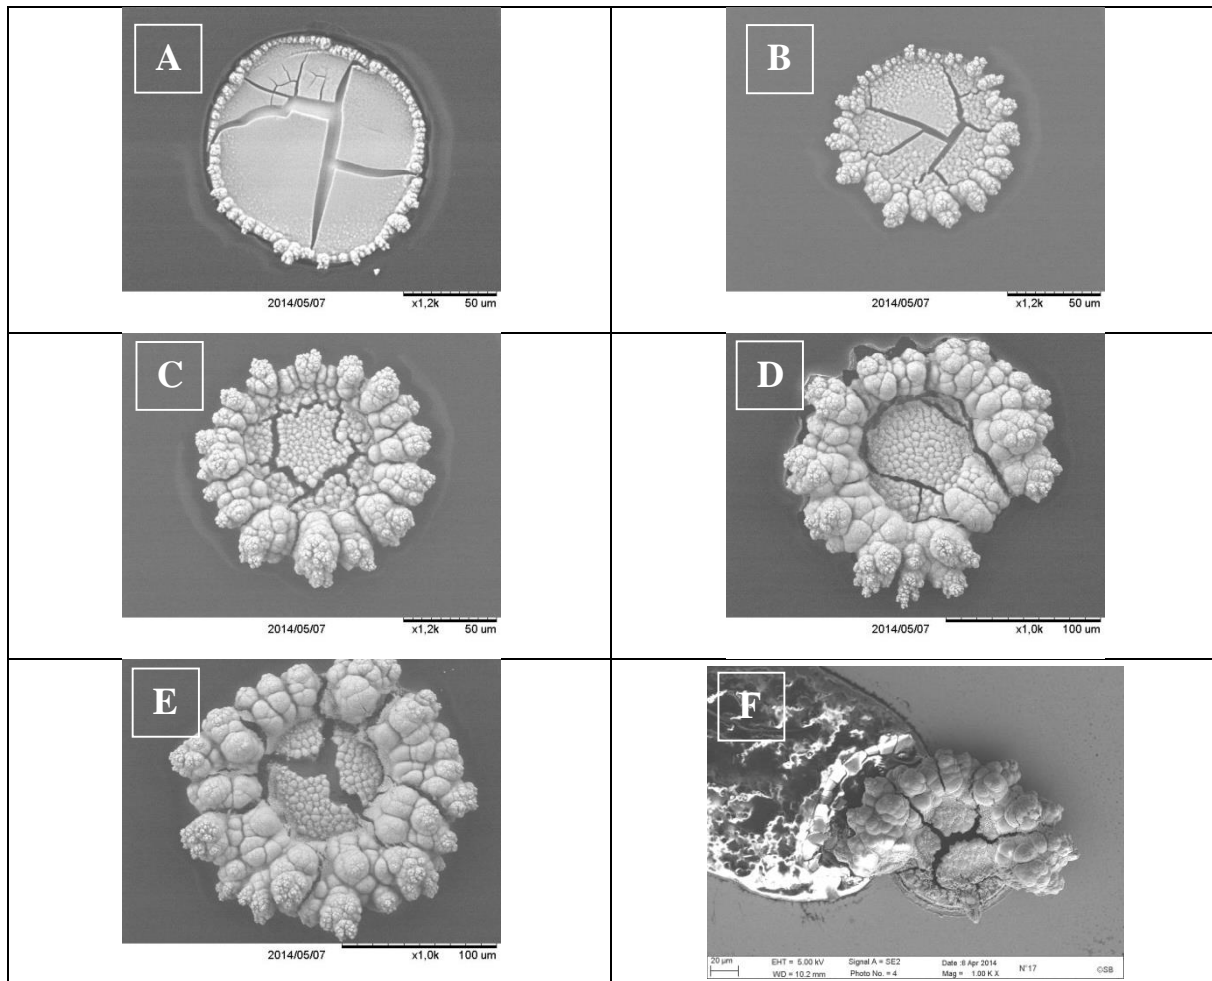 A
2014/05/07 x1,2k 50 um
B
2014/05/07 x1,2k 50 um
C
2014/05/07 x1,2k 50 um
D
2014/05/07 x1,0k 100 um
E
2014/05/07 x1,0k 100 um
F
20 µm
EHT = 5.00 kV Signal A = SE2 Date :8 Apr 2014
WD = 10.2 mm Photo No. = 4 Mag = 1.00 K X N°17 ©SB